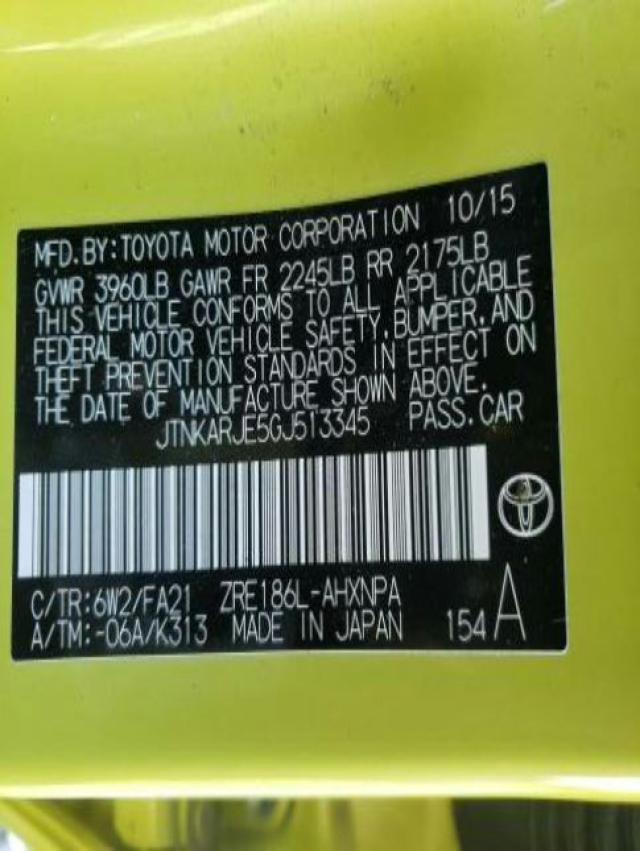 MFD.BY:TOYOTA MOTOR CORPORATION 10/15
GVWR 3960LB GAWR FR 2245LB RR 2175LB
THIS VEHICLE CONFORMS TO ALL APPLICABLE
FEDERAL MOTOR VEHICLE SAFETY,BUMPER,AND
THEFT PREVENTION STANDARDS IN EFFECT ON
THE DATE OF MANUFACTURE SHOWN ABOVE.
JTNKARJE5GJ513345 PASS.CAR
C/TR:6W2/FA21 ZRE186L-AHXNPA
A/TM:-06A/K313 MADE IN JAPAN 154 A